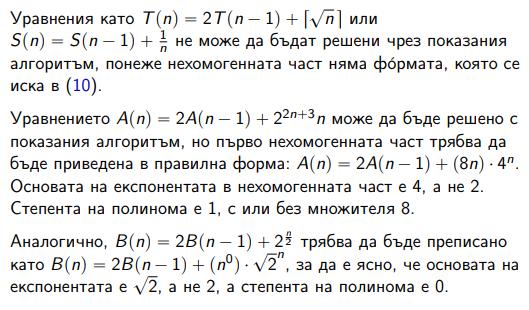 Уравнения като T(n) = 2T(n − 1) + ⌈√n⌉ или
S(n) = S(n − 1) + 1/n не може да бъдат решени чрез показания
алгоритъм, понеже нехомогенната част няма фо́рмата, която се
иска в (10).
Уравнението A(n) = 2A(n − 1) + 2^{2n+3}n може да бъде решено с
показания алгоритъм, но първо нехомогенната част трябва да
бъде приведена в правилна форма: A(n) = 2A(n − 1) + (8n) · 4^n.
Основата на експонентата в нехомогенната част е 4, а не 2.
Степента на полинома е 1, с или без множителя 8.
Аналогично, B(n) = 2B(n − 1) + 2^{n/2} трябва да бъде преписано
като B(n) = 2B(n − 1) + (n^0) · √2^n, за да е ясно, че основата на
експонентата е √2, а не 2, а степента на полинома е 0.